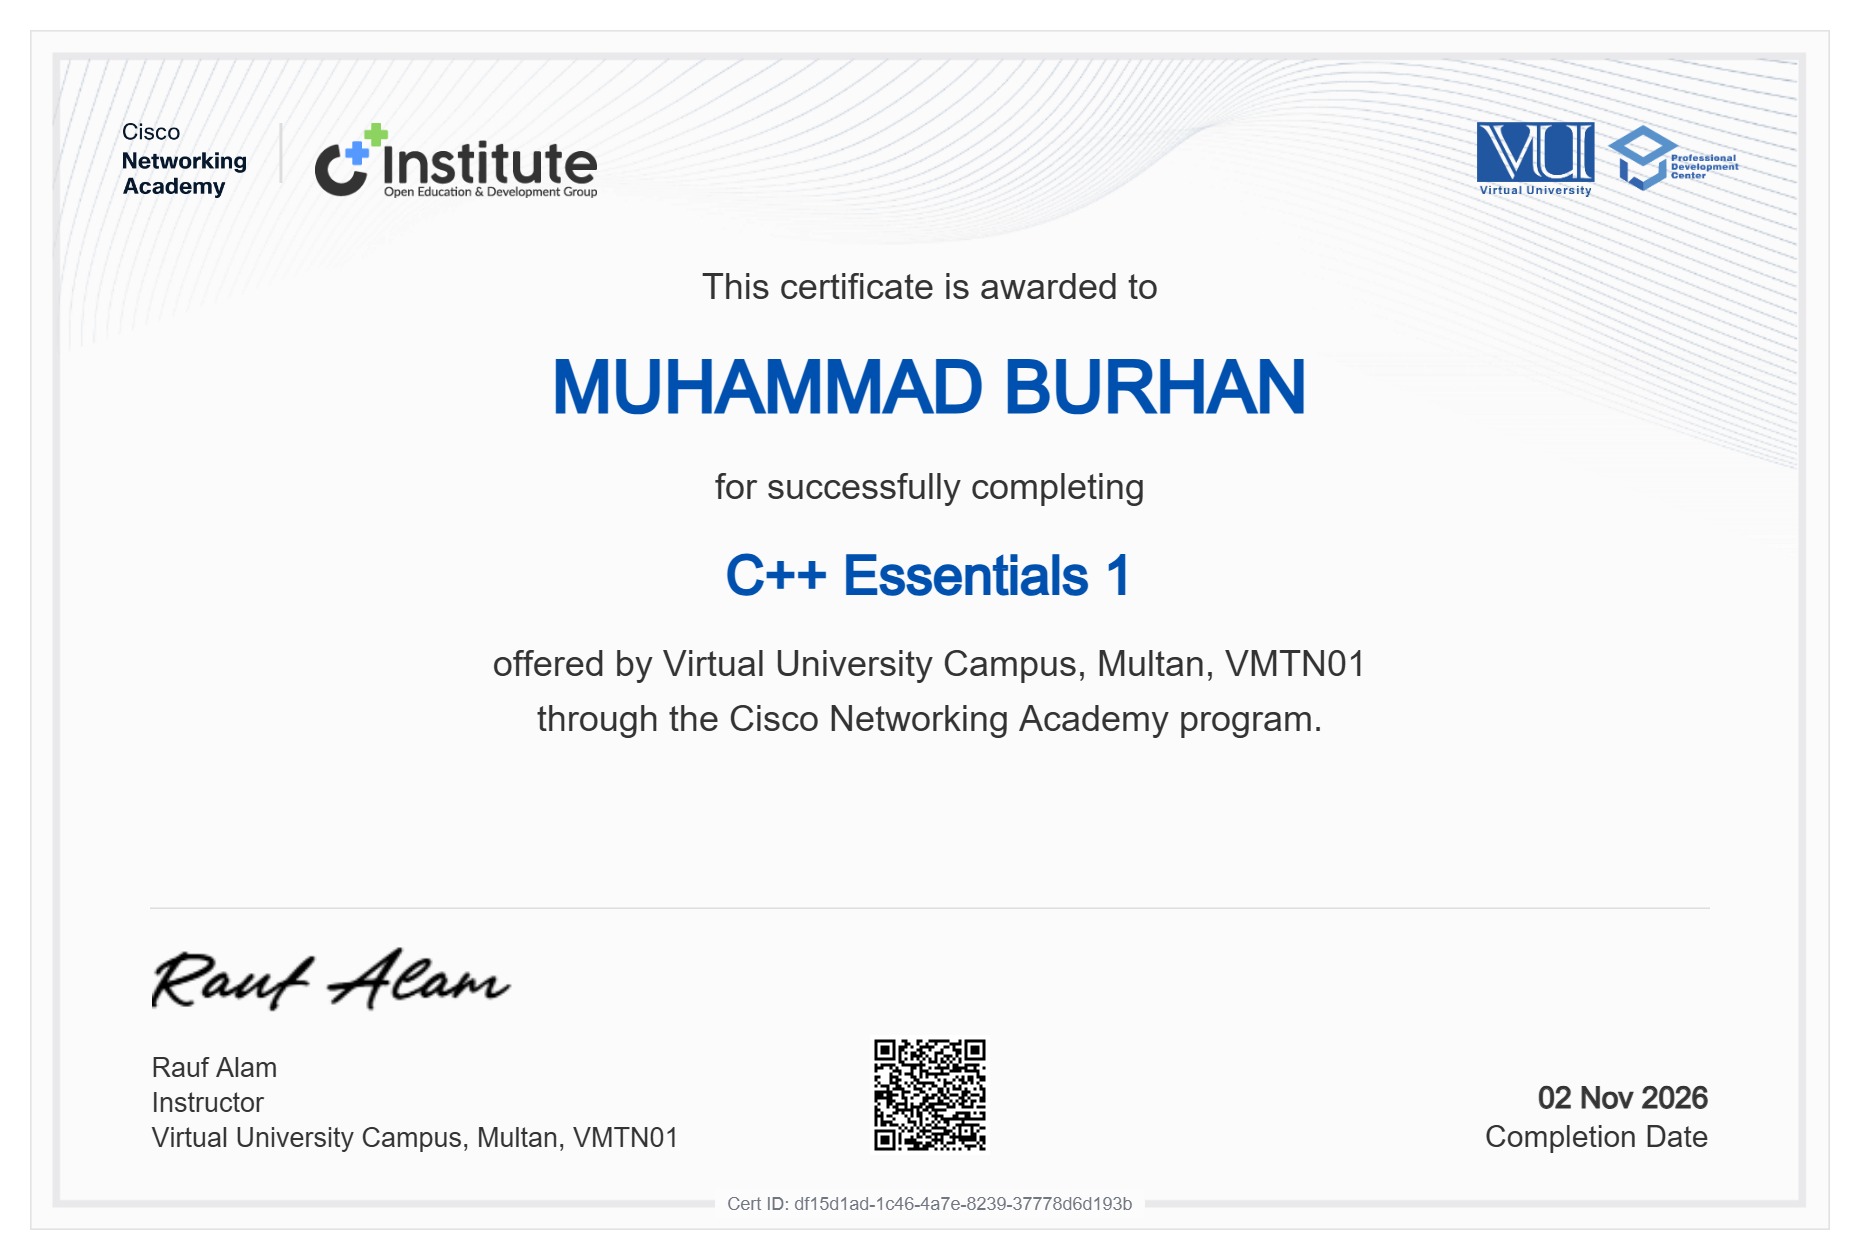 Cisco
Networking
Academy
C++ Institute
Open Education & Development Group
VU
Virtual University
Professional
Development
Center
This certificate is awarded to
MUHAMMAD BURHAN
for successfully completing
C++ Essentials 1
offered by Virtual University Campus, Multan, VMTN01
through the Cisco Networking Academy program.
Rauf Alam
Rauf Alam
Instructor
Virtual University Campus, Multan, VMTN01
02 Nov 2026
Completion Date
Cert ID: df15d1ad-1c46-4a7e-8239-37778d6d193b